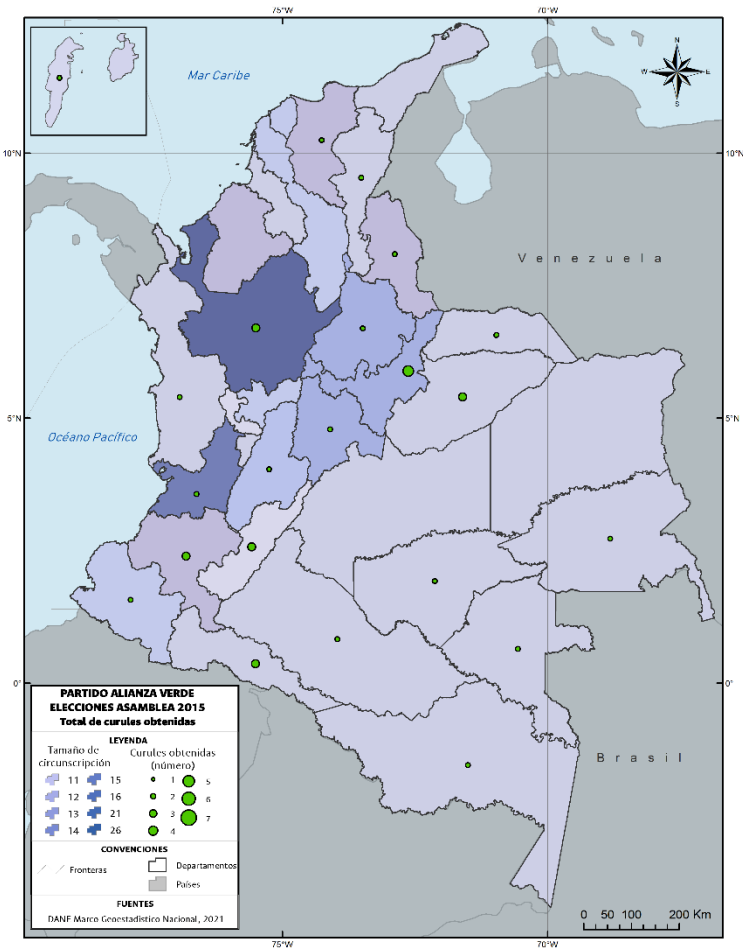 75°W 70°W
N
W E
S
Mar Caribe
10°N 10°N
Venezuela
5°N 5°N
Océano Pacífico
0° 0°
Brasil
PARTIDO ALIANZA VERDE
ELECCIONES ASAMBLEA 2015
Total de curules obtenidas
LEYENDA
Tamaño de circunscripción
11 15
12 16
13 21
14 26
Curules obtenidas
(número)
1 5
2 6
3 7
4
CONVENCIONES
Fronteras
Departamentos
Países
FUENTES
DANE Marco Geoestadistico Nacional, 2021
0 50 100 200 Km
75°W 70°W